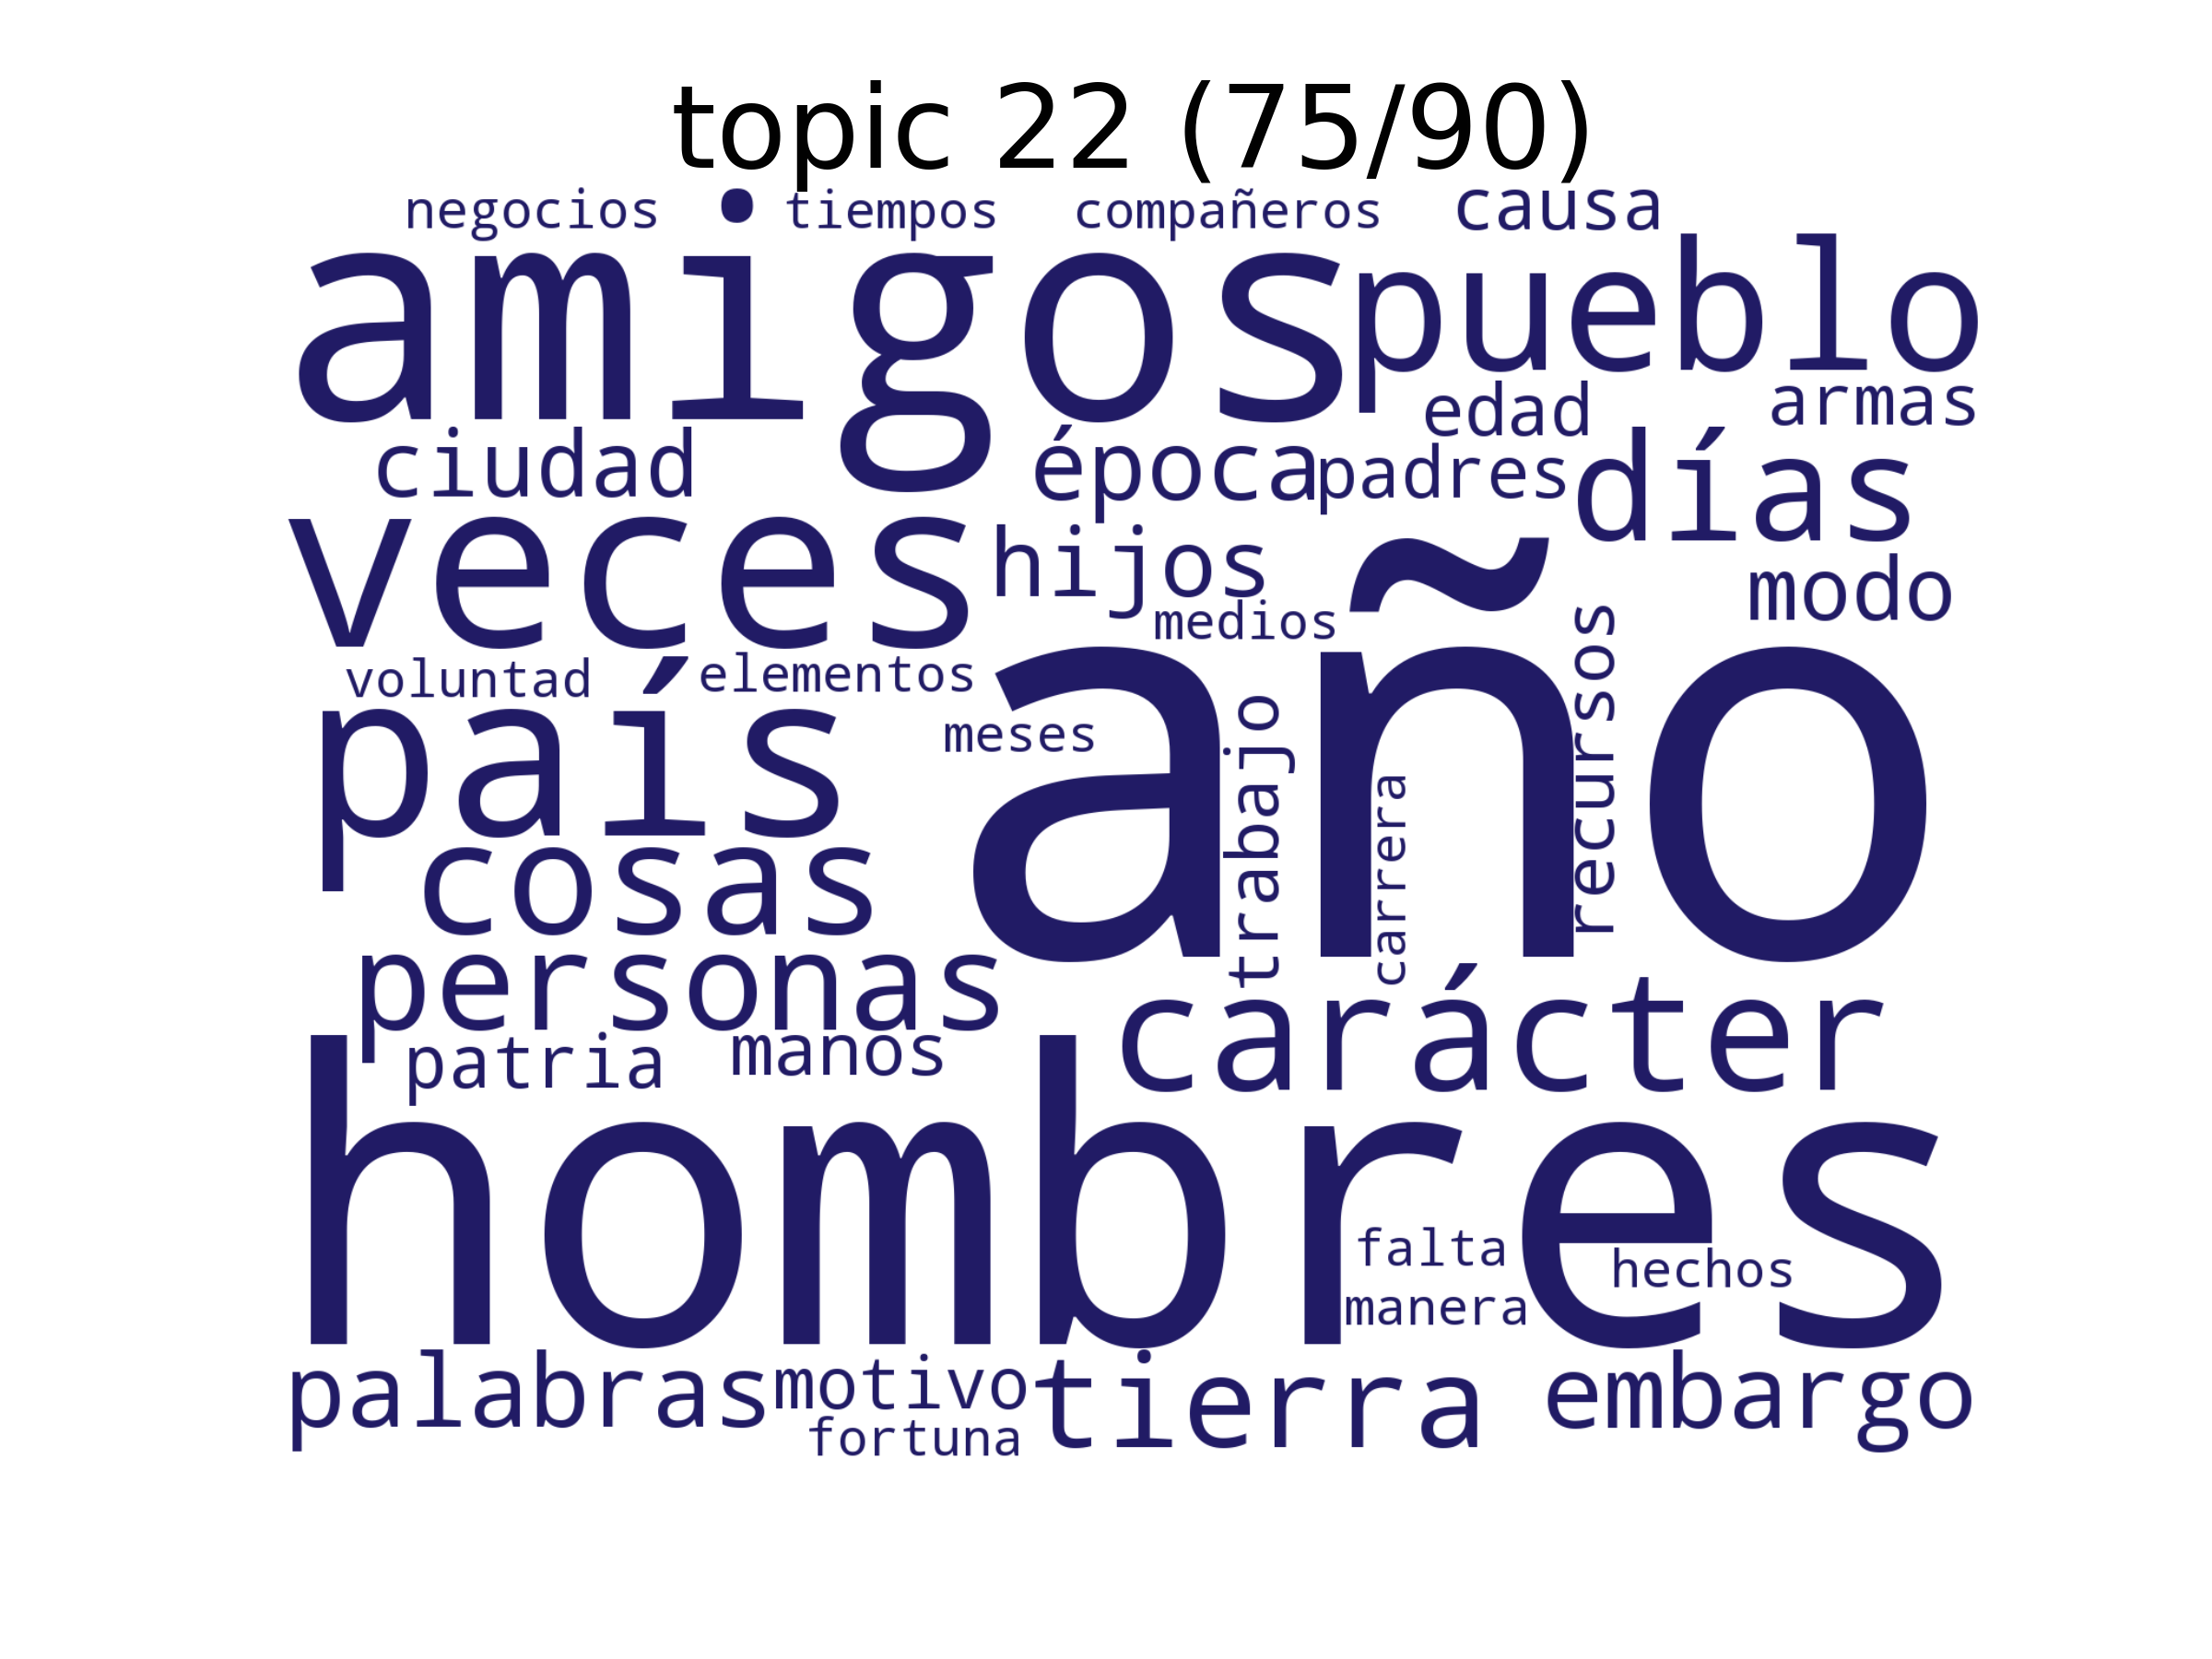 topic 22 (75/90)
negocios tiempos compañeros causa
amigos pueblo
edad armas
ciudad época padres días
veces hijos modo
medios
voluntad elementos
país meses año
trabajo
carrera
recursos
cosas
personas carácter
patria manos
hombres
falta hechos
manera
palabras motivo tierra embargo
fortuna